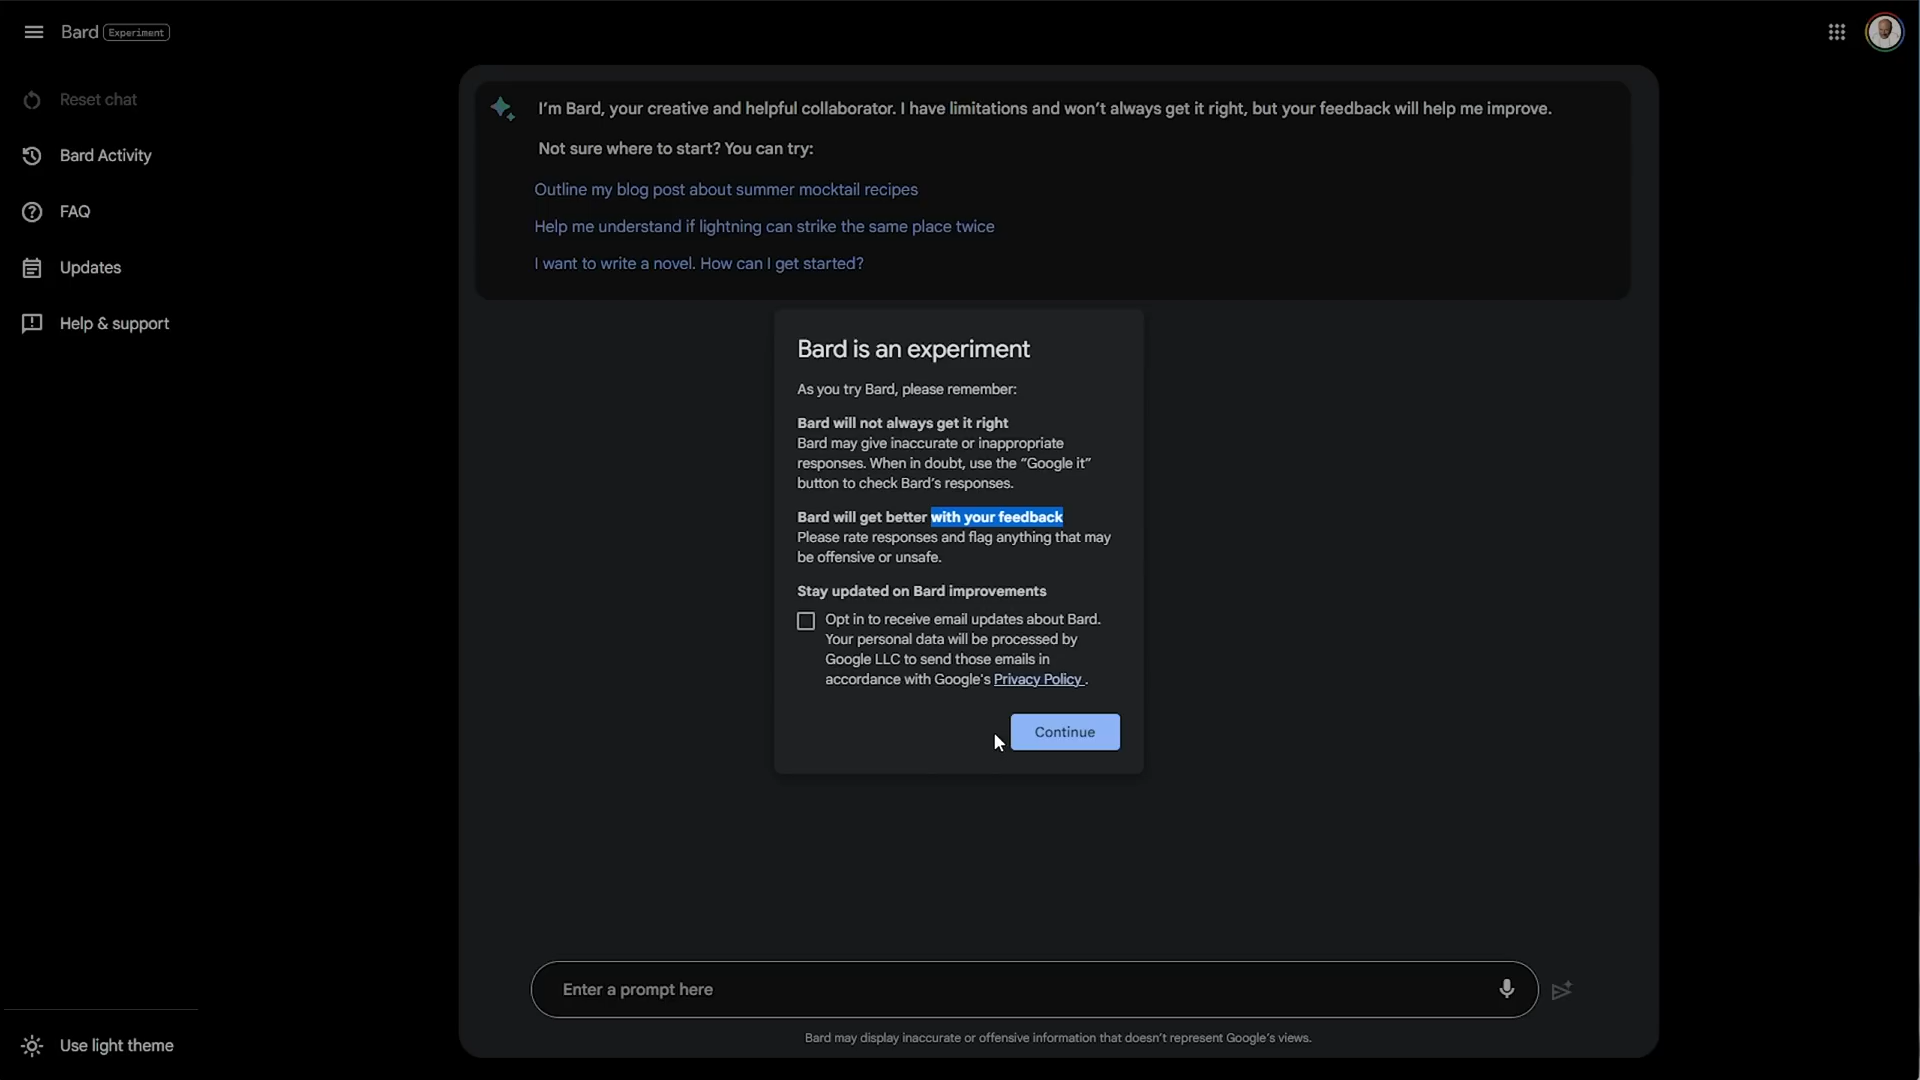 Bard Experiment
Reset chat
Bard Activity
FAQ
Updates
Help & support
I'm Bard, your creative and helpful collaborator. I have limitations and won't always get it right, but your feedback will help me improve.
Not sure where to start? You can try:
Outline my blog post about summer mocktail recipes
Help me understand if lightning can strike the same place twice
I want to write a novel. How can I get started?
Bard is an experiment
As you try Bard, please remember:
Bard will not always get it right
Bard may give inaccurate or inappropriate
responses. When in doubt, use the “Google it”
button to check Bard's responses.
Bard will get better with your feedback
Please rate responses and flag anything that may
be offensive or unsafe.
Stay updated on Bard improvements
Opt in to receive email updates about Bard.
Your personal data will be processed by
Google LLC to send those emails in
accordance with Google's Privacy Policy .
Continue
Enter a prompt here
Bard may display inaccurate or offensive information that doesn't represent Google's views.
Use light theme